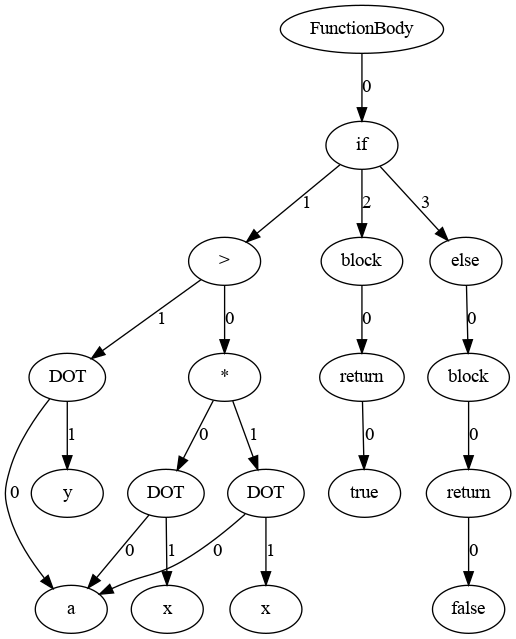 FunctionBody
0
if
1 2 3
> block else
1 0 0 0
DOT * return block
0 1 0 1 0 0
y DOT DOT true return
0 1 0 1 0
a x x false